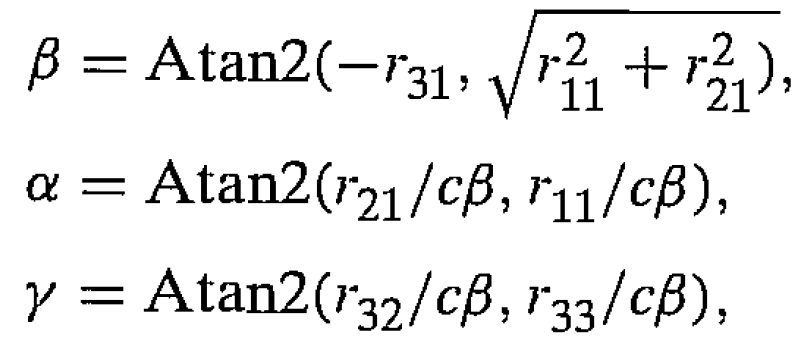 β = Atan2(−r₃₁, √(r₁₁² + r₂₁²)),
α = Atan2(r₂₁/cβ, r₁₁/cβ),
γ = Atan2(r₃₂/cβ, r₃₃/cβ),